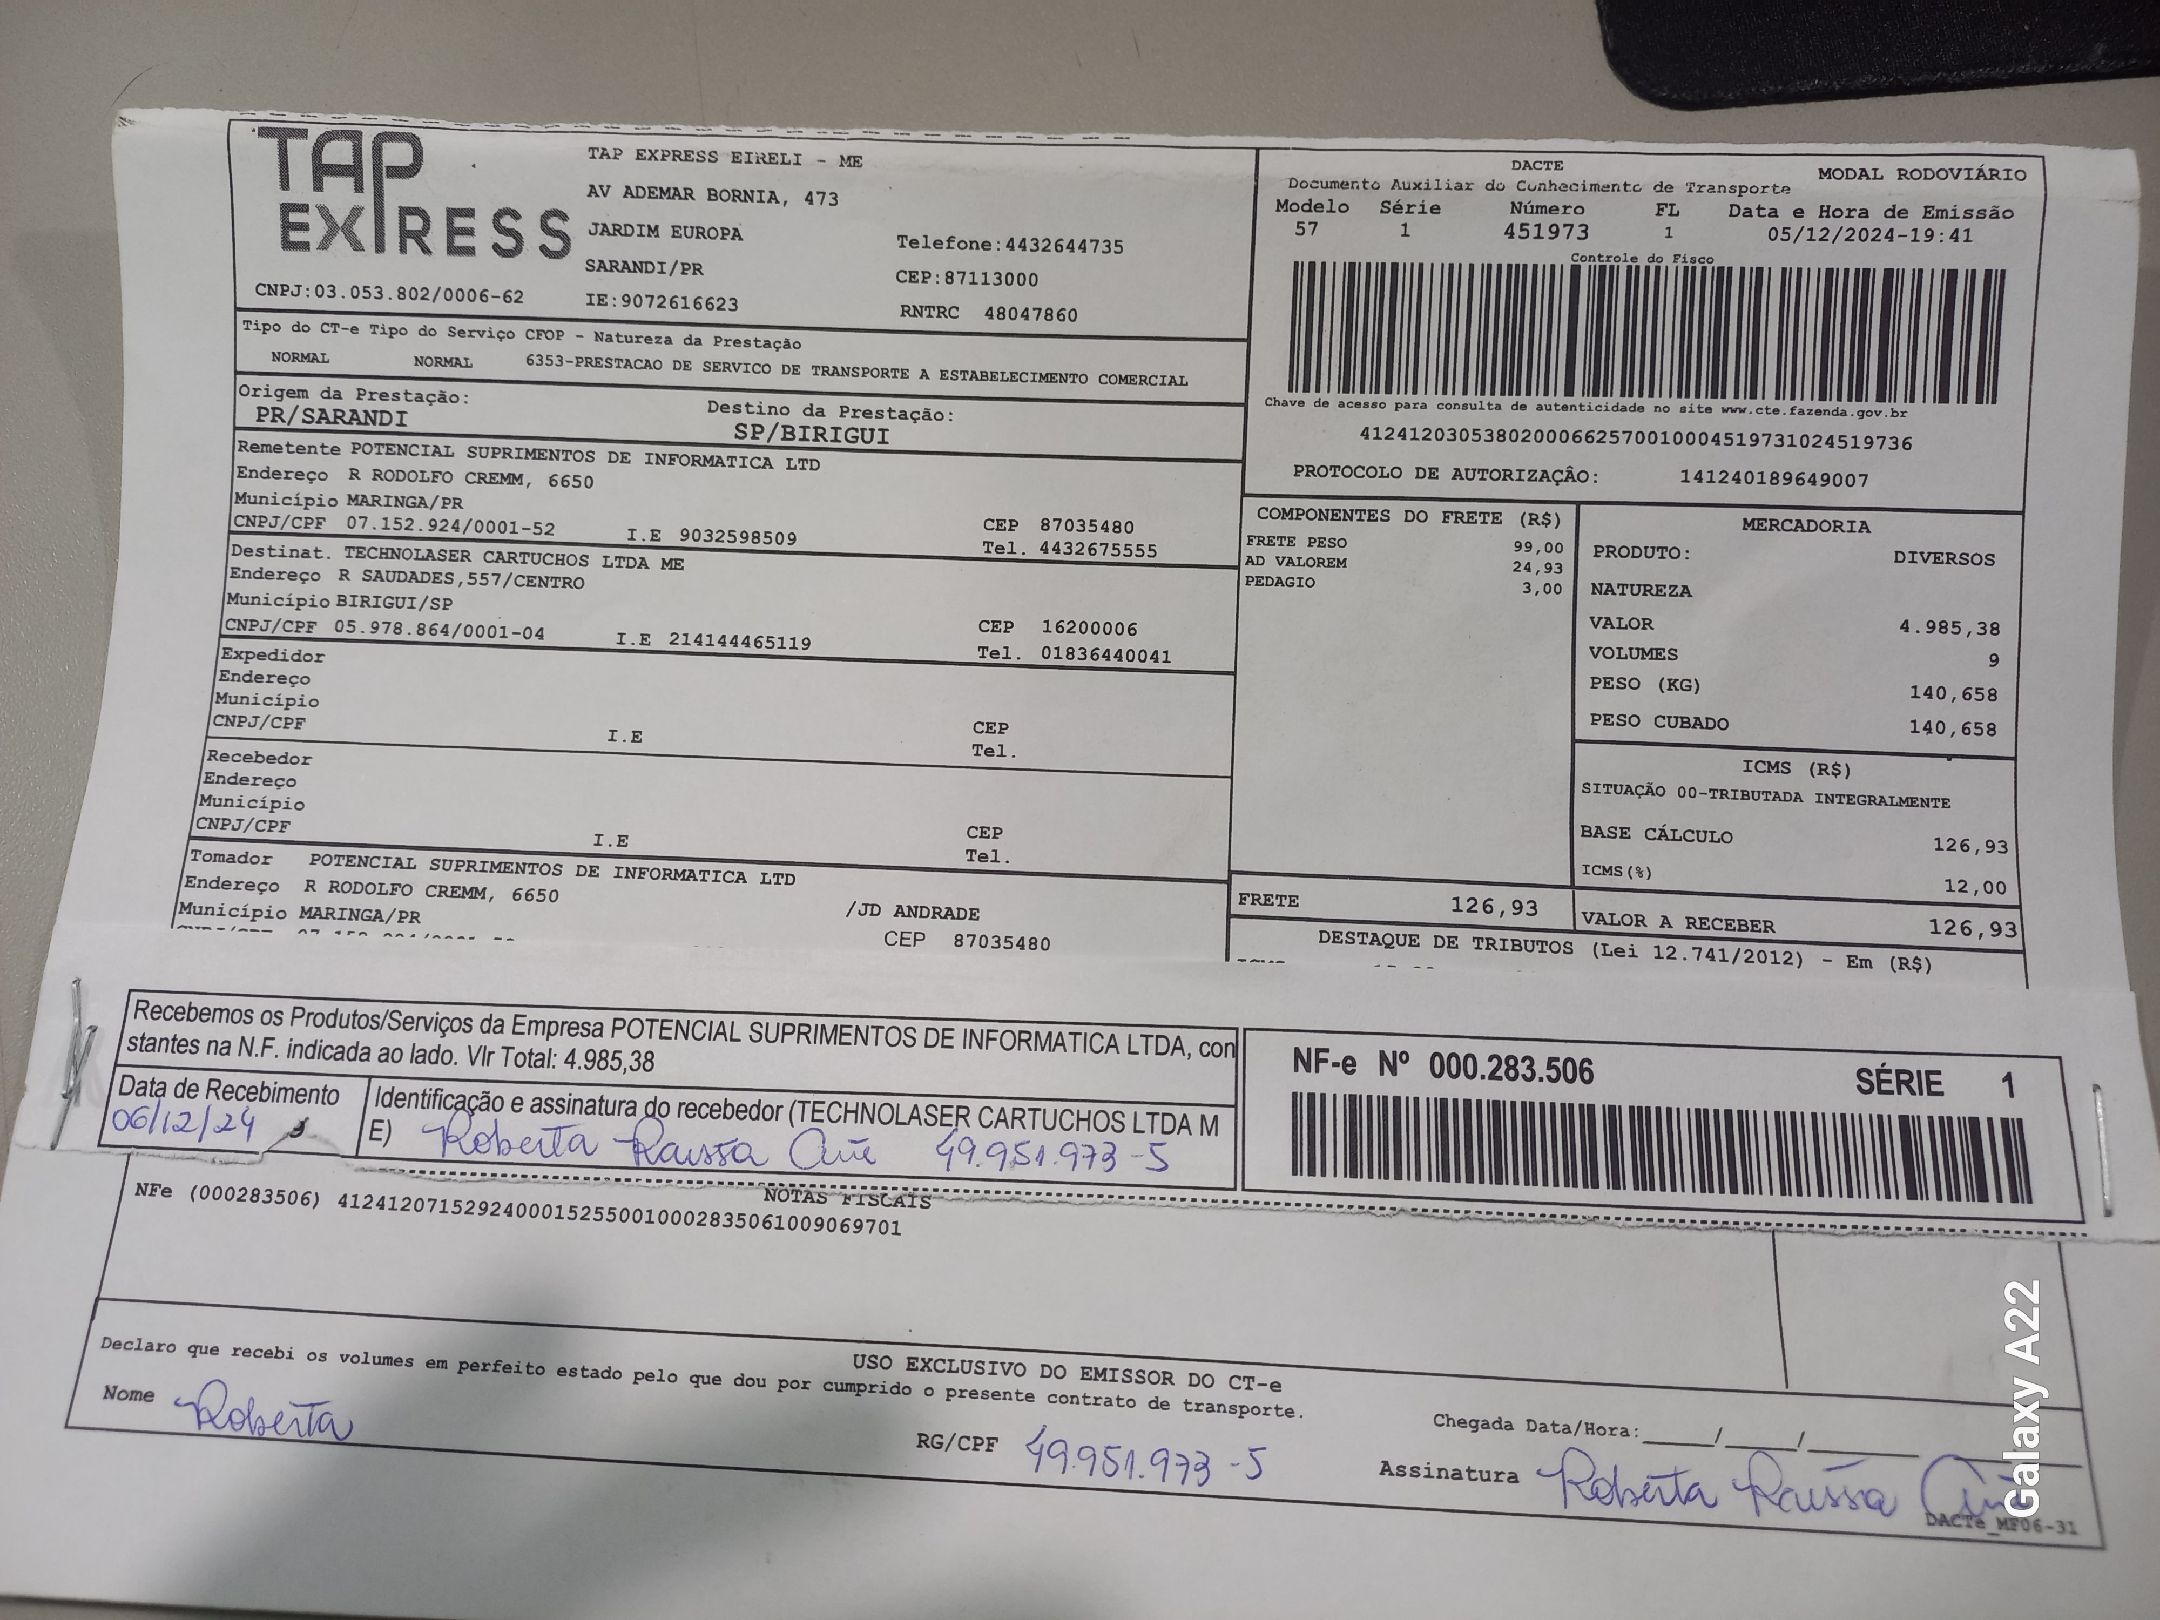 TAP EXPRESS
TAP EXPRESS EIRELI - ME
AV ADEMAR BORNIA, 473
JARDIM EUROPA
Telefone:4432644735
SARANDI/PR
CEP:87113000
CNPJ:03.053.802/0006-62
IE:9072616623
RNTRC 48047860
DACTE
MODAL RODOVIÁRIO
Documento Auxiliar do Conhecimento de Transporte
Modelo Série Número FL Data e Hora de Emissão
57 1 451973 1 05/12/2024-19:41
Controle do Fisco
Chave de acesso para consulta de autenticidade no site www.cte.fazenda.gov.br
41241203053802000662570010004519731024519736
PROTOCOLO DE AUTORIZAÇÂO: 141240189649007
Tipo do CT-e Tipo do Serviço CFOP - Natureza da Prestação
NORMAL NORMAL 6353-PRESTACAO DE SERVICO DE TRANSPORTE A ESTABELECIMENTO COMERCIAL
Origem da Prestação: Destino da Prestação:
PR/SARANDI SP/BIRIGUI
Remetente POTENCIAL SUPRIMENTOS DE INFORMATICA LTD
Endereço R RODOLFO CREMM, 6650
Município MARINGA/PR CEP 87035480
CNPJ/CPF 07.152.924/0001-52 I.E 9032598509 Tel. 4432675555
Destinat. TECHNOLASER CARTUCHOS LTDA ME
Endereço R SAUDADES,557/CENTRO
Município BIRIGUI/SP CEP 16200006
CNPJ/CPF 05.978.864/0001-04 I.E 214144465119 Tel. 01836440041
Expedidor
Endereço
Município CEP
CNPJ/CPF I.E Tel.
Recebedor
Endereço
Município CEP
CNPJ/CPF I.E Tel.
Tomador POTENCIAL SUPRIMENTOS DE INFORMATICA LTD
Endereço R RODOLFO CREMM, 6650 /JD ANDRADE
Município MARINGA/PR CEP 87035480
COMPONENTES DO FRETE (R$)
FRETE PESO 99,00
AD VALOREM 24,93
PEDAGIO 3,00
FRETE 126,93
MERCADORIA
PRODUTO: DIVERSOS
NATUREZA
VALOR 4.985,38
VOLUMES 9
PESO (KG) 140,658
PESO CUBADO 140,658
ICMS (R$)
SITUAÇÃO 00-TRIBUTADA INTEGRALMENTE
BASE CÁLCULO 126,93
ICMS(%) 12,00
VALOR A RECEBER 126,93
DESTAQUE DE TRIBUTOS (Lei 12.741/2012) - Em (R$)
Recebemos os Produtos/Serviços da Empresa POTENCIAL SUPRIMENTOS DE INFORMATICA LTDA, con
stantes na N.F. indicada ao lado. Vlr Total: 4.985,38
Data de Recebimento
06/12/24
Identificação e assinatura do recebedor (TECHNOLASER CARTUCHOS LTDA M
E) Roberta Raissa 49.951.973-5
NF-e Nº 000.283.506 SÉRIE 1
NOTAS FISCAIS
NFe (000283506) 41241207152924000152550010002835061009069701
USO EXCLUSIVO DO EMISSOR DO CT-e
Declaro que recebi os volumes em perfeito estado pelo que dou por cumprido o presente contrato de transporte.
Nome Roberta
RG/CPF 49.951.973-5
Chegada Data/Hora:____/____/______
Assinatura Roberta Raissa
DACTe_MF06-31
Galaxy A22